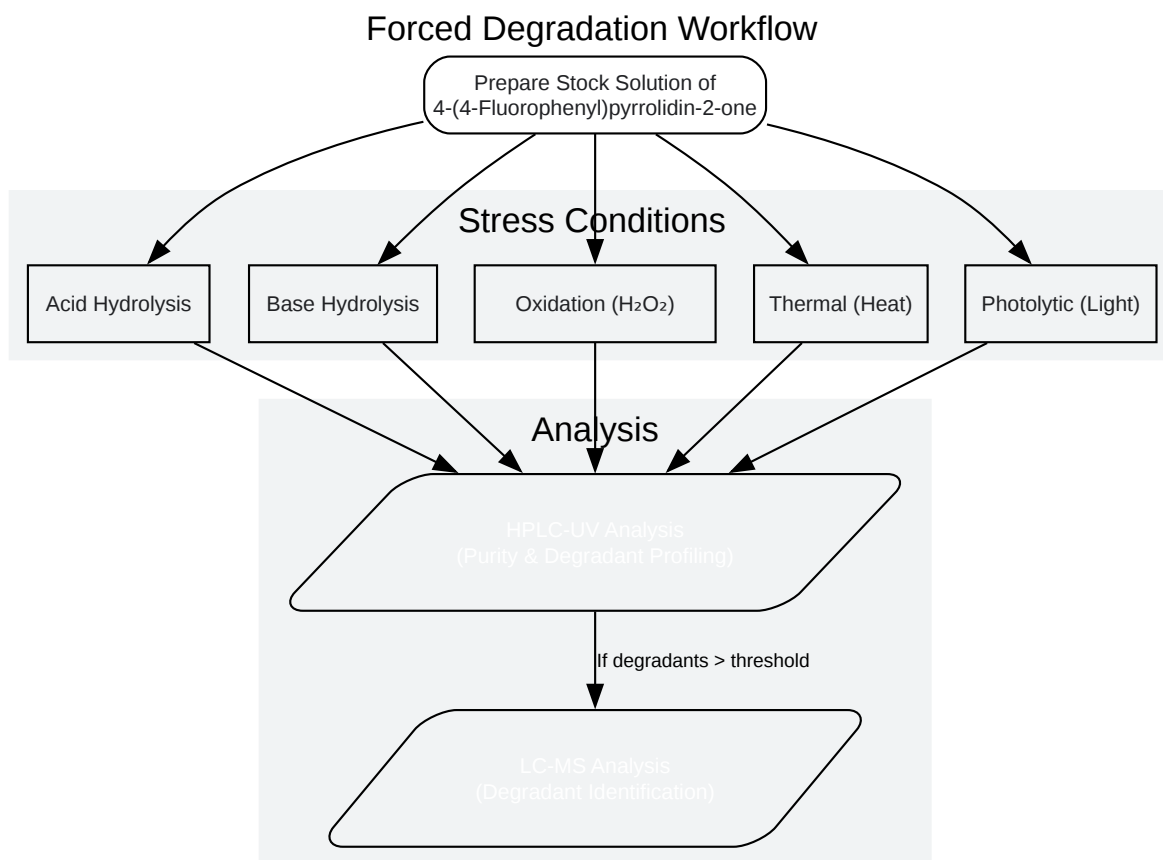 Forced Degradation Workflow
Prepare Stock Solution of
4-(4-Fluorophenyl)pyrrolidin-2-one
Stress Conditions
Acid Hydrolysis
Base Hydrolysis
Oxidation (H₂O₂)
Thermal (Heat)
Photolytic (Light)
Analysis
HPLC-UV Analysis
(Purity & Degradant Profiling)
If degradants > threshold
LC-MS Analysis
(Degradant Identification)